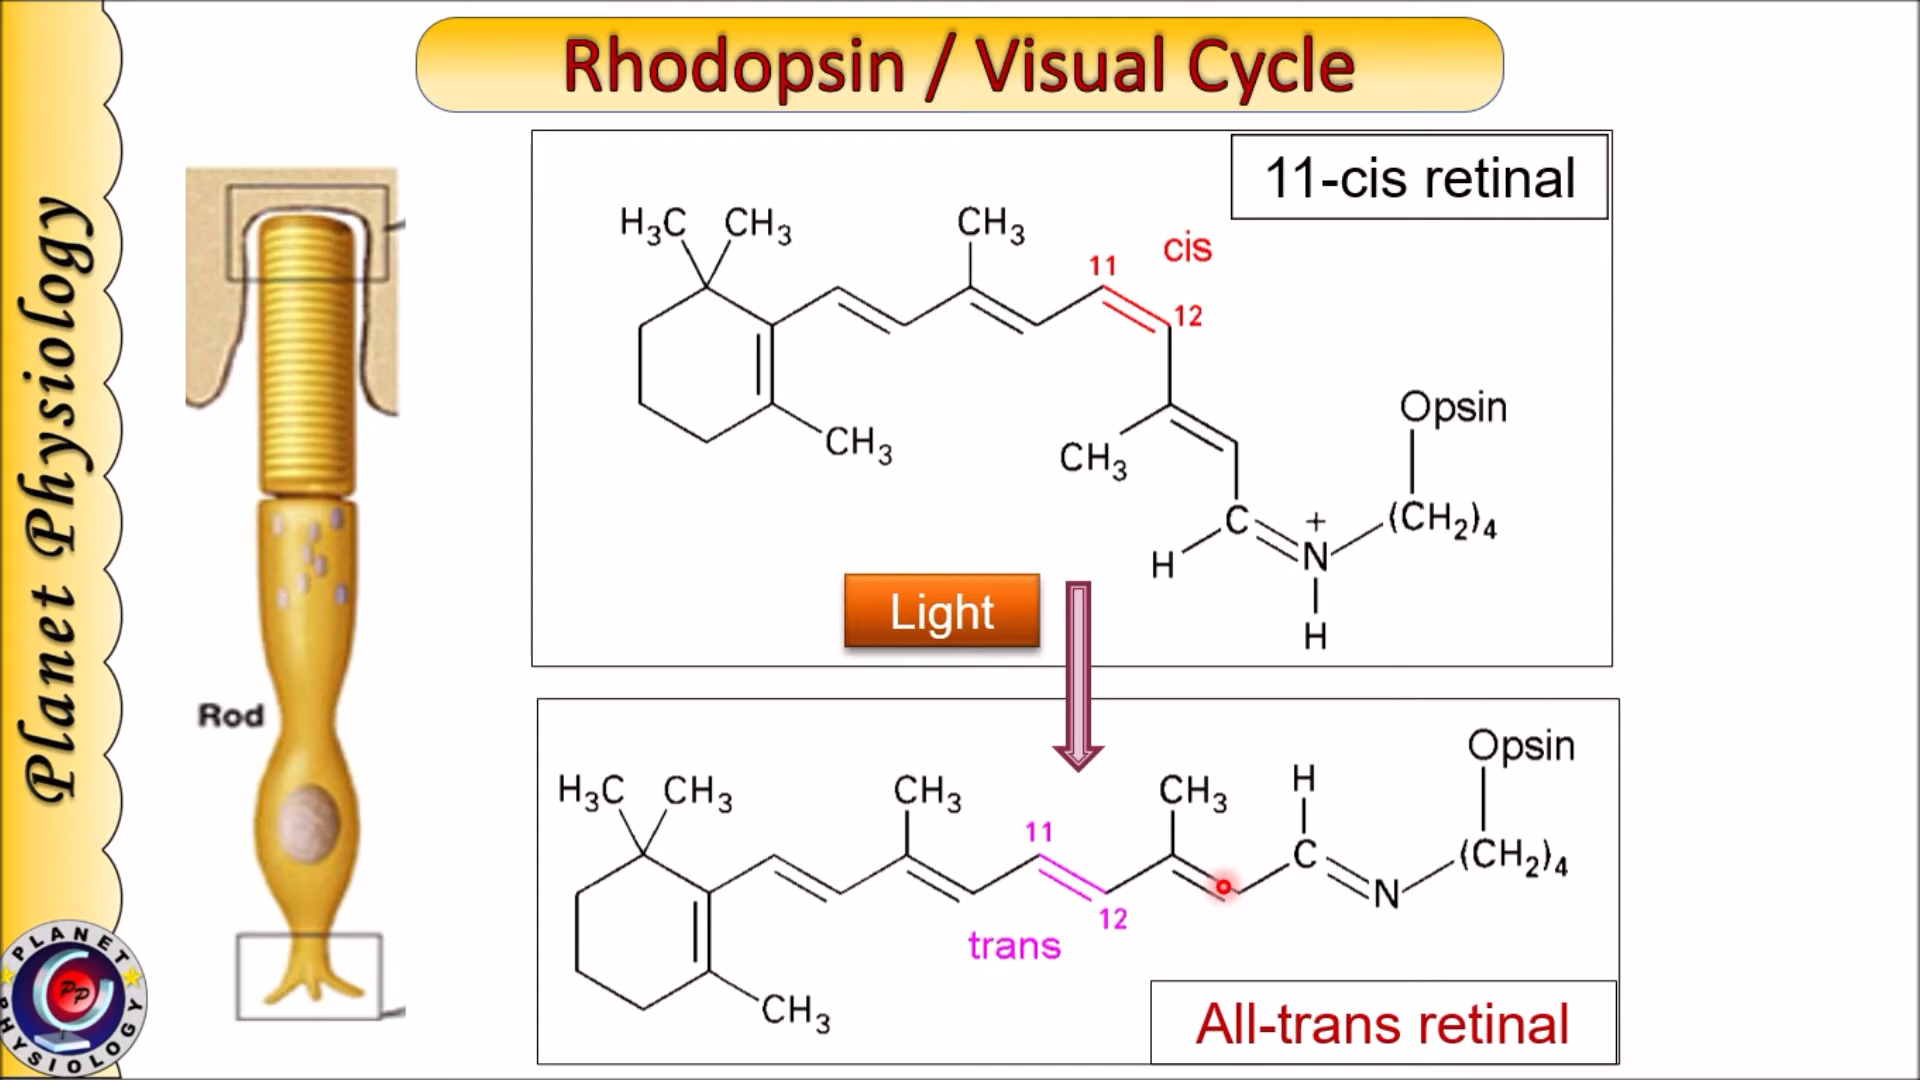 Rhodopsin / Visual Cycle
Planet Physiology
Rod
PLANET
PHYSIOLOGY
PP
11-cis retinal
H₃C CH₃ CH₃
cis
11
12
CH₃
CH₃
Opsin
C + (CH₂)₄
H N
H
Light
Opsin
H₃C CH₃ CH₃ CH₃ H
11
C (CH₂)₄
N
12
trans
CH₃
All-trans retinal